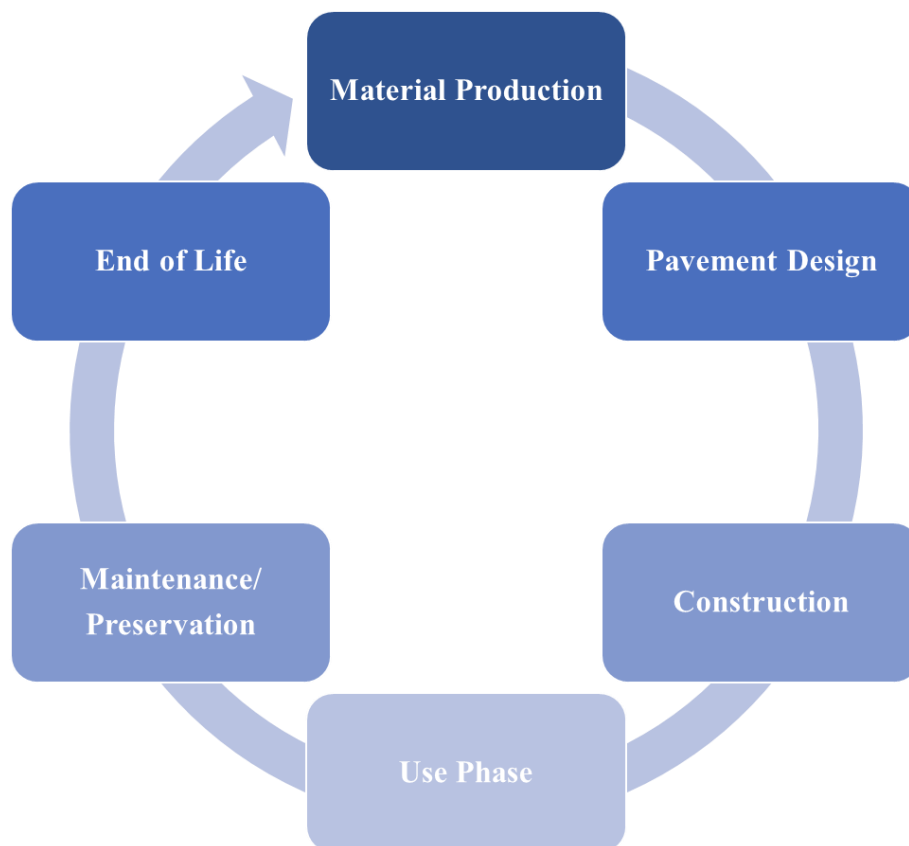 Material Production
Pavement Design
Construction
Use Phase
Maintenance/
Preservation
End of Life